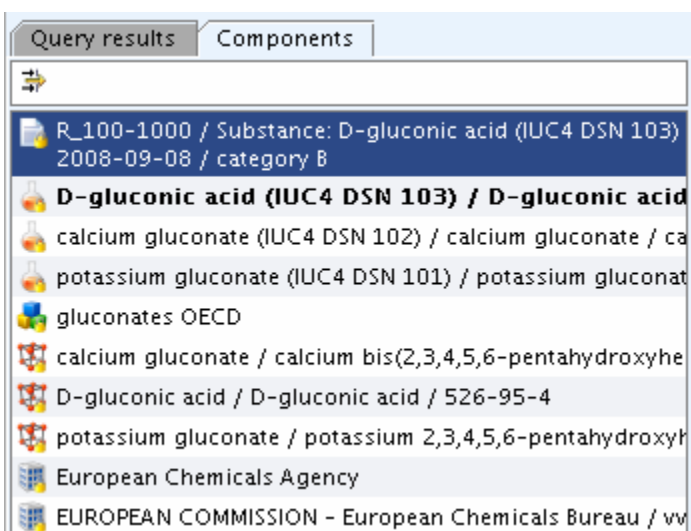 Query results Components
R_100-1000 / Substance: D-gluconic acid (IUC4 DSN 103)
2008-09-08 / category B
D-gluconic acid (IUC4 DSN 103) / D-gluconic acid
calcium gluconate (IUC4 DSN 102) / calcium gluconate / ca
potassium gluconate (IUC4 DSN 101) / potassium gluconat
gluconates OECD
calcium gluconate / calcium bis(2,3,4,5,6-pentahydroxyhe
D-gluconic acid / D-gluconic acid / 526-95-4
potassium gluconate / potassium 2,3,4,5,6-pentahydroxyh
European Chemicals Agency
EUROPEAN COMMISSION - European Chemicals Bureau / vv